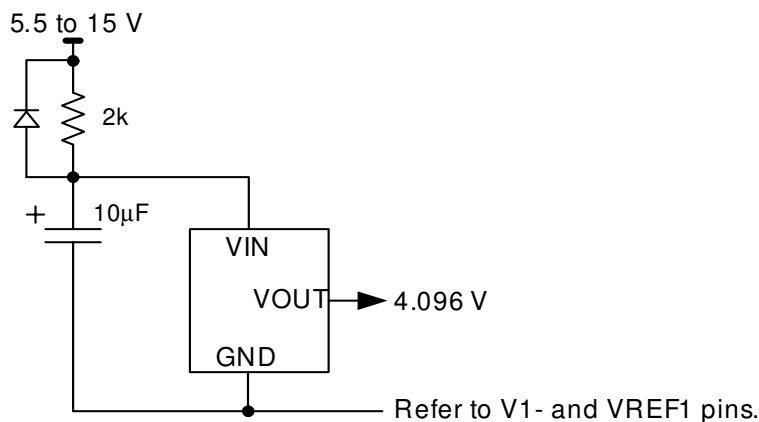 5.5 to 15 V
2k
+ 10μF
VIN
VOUT
4.096 V
GND
Refer to V1- and VREF1 pins.